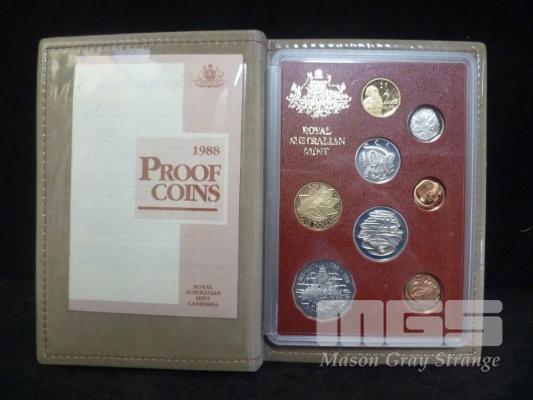 1988
PROOF
COINS
ROYAL
AUSTRALIAN
MINT
CANBERRA
ROYAL
AUSTRALIAN
MINT
MGS
Mason Gray Strange